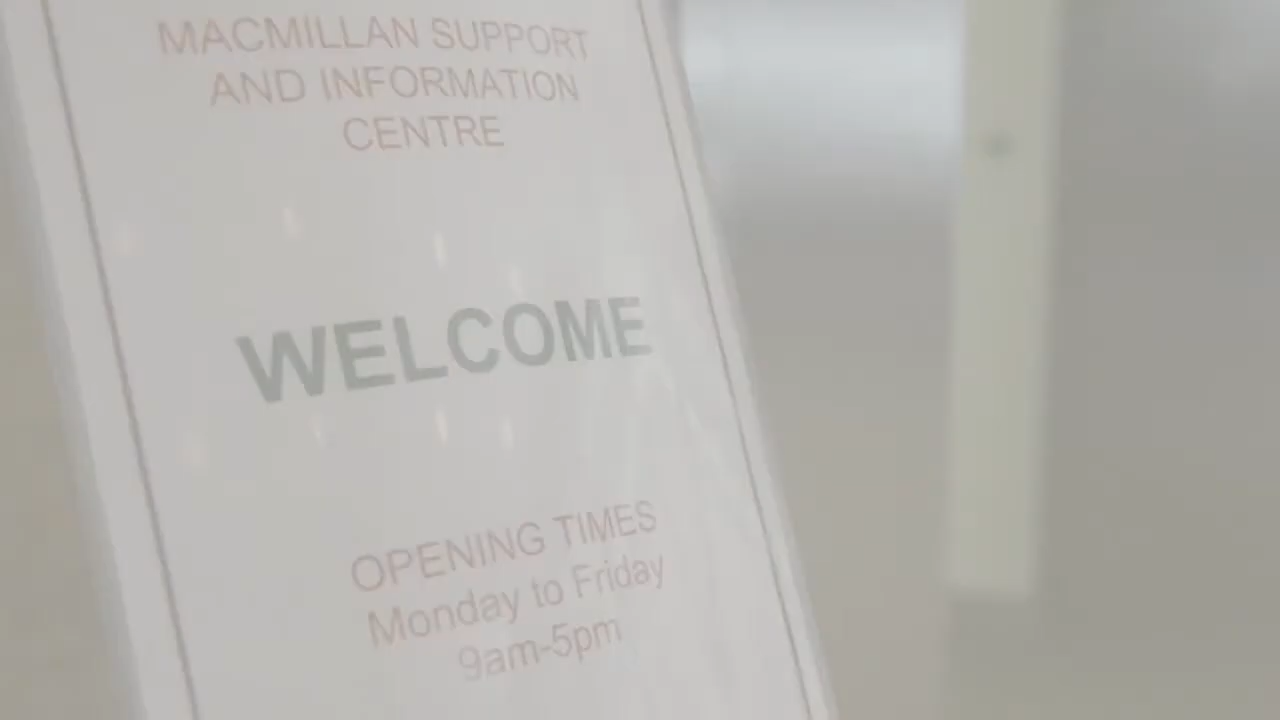 MACMILLAN SUPPORT
AND INFORMATION
CENTRE
WELCOME
OPENING TIMES
Monday to Friday
9am-5pm